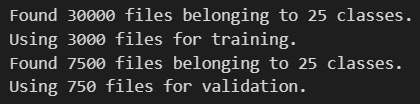 Found 30000 files belonging to 25 classes.
Using 3000 files for training.
Found 7500 files belonging to 25 classes.
Using 750 files for validation.